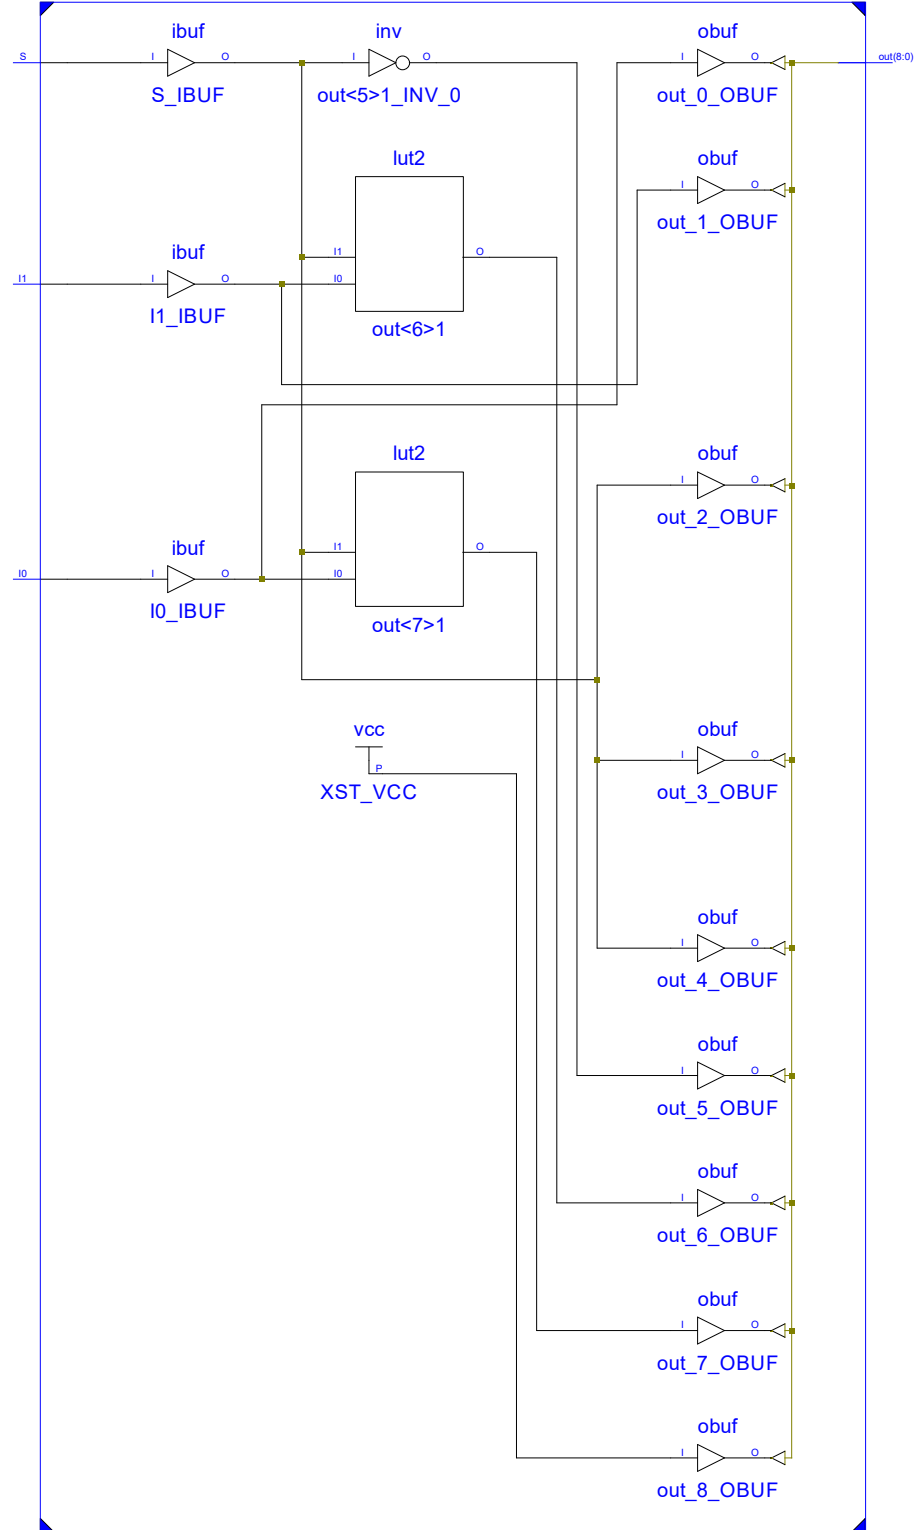 ibuf inv obuf
S I O I O I O out(8:0)
S_IBUF out<5>1_INV_0 out_0_OBUF
lut2 obuf
I O
out_1_OBUF
ibuf I1 O
I1 I O I0
I1_IBUF out<6>1
lut2 obuf
I O
out_2_OBUF
ibuf I1 O
I0 I O I0
I0_IBUF out<7>1
vcc obuf
P I O
XST_VCC out_3_OBUF
obuf
I O
out_4_OBUF
obuf
I O
out_5_OBUF
obuf
I O
out_6_OBUF
obuf
I O
out_7_OBUF
obuf
I O
out_8_OBUF